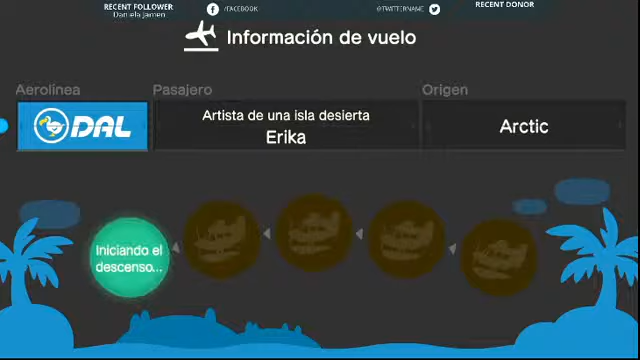 RECENT FOLLOWER
Daniela Jamen
/FACEBOOK
@TWITTERNAME
RECENT DONOR
Información de vuelo
Aerolínea
Pasajero
Origen
DAL
Artista de una isla desierta
Erika
Arctic
Iniciando el
descenso...